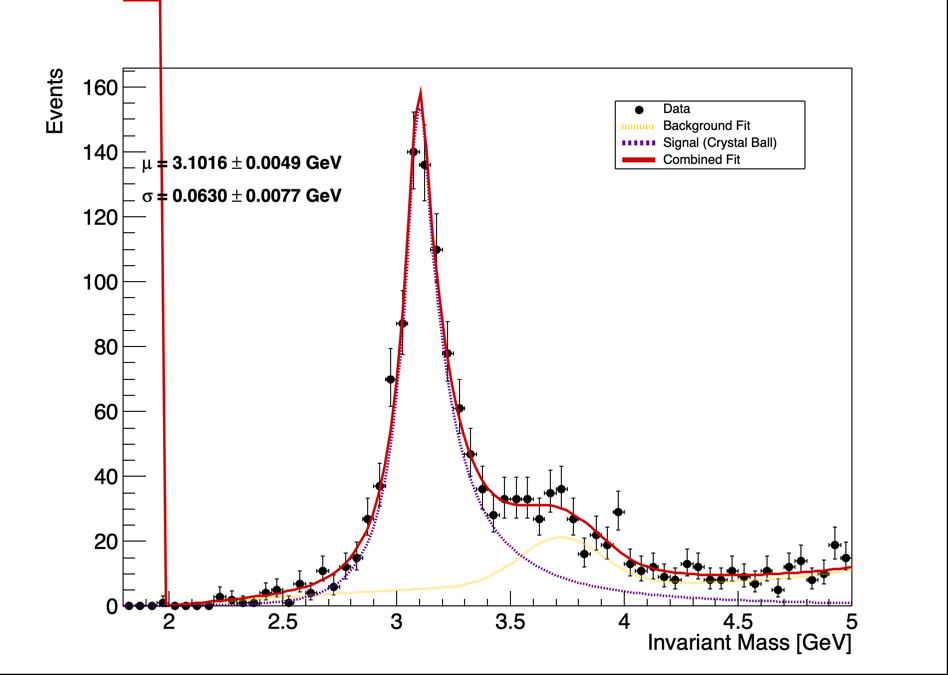 Events
160
140
120
100
80
60
40
20
0
μ = 3.1016 ± 0.0049 GeV
σ = 0.0630 ± 0.0077 GeV
Data
Background Fit
Signal (Crystal Ball)
Combined Fit
2 2.5 3 3.5 4 4.5 5
Invariant Mass [GeV]